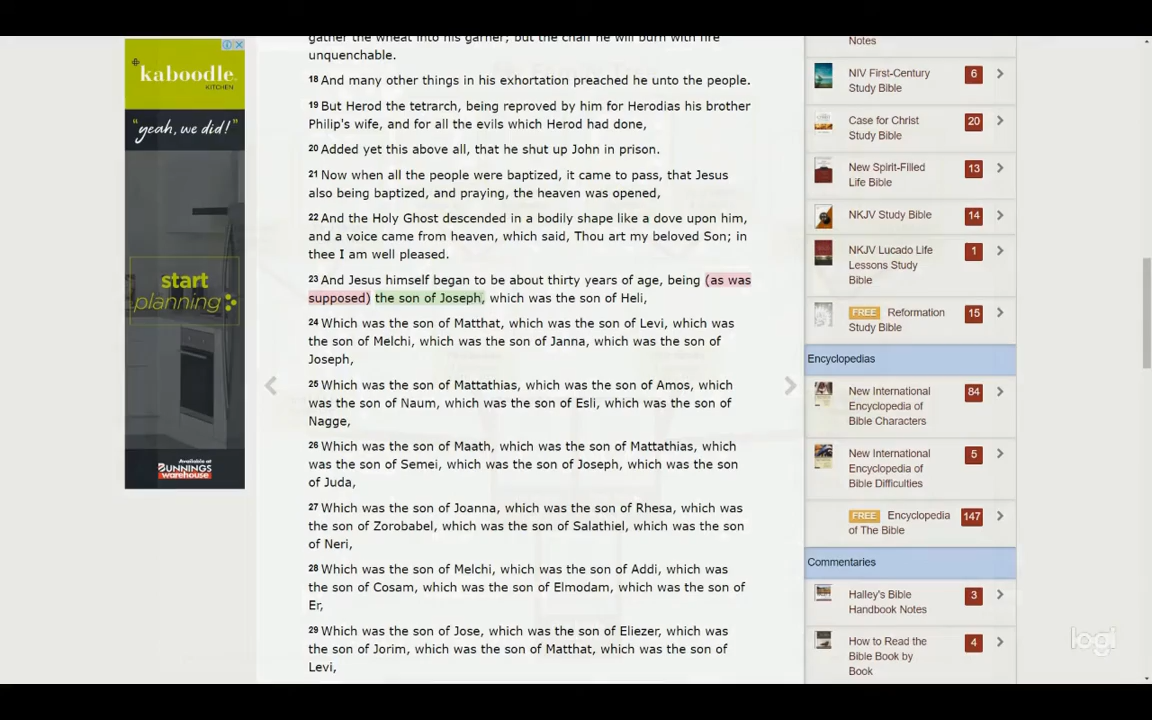 kaboodle
KITCHEN
"yeah, we did!"
start
planning
Available at
BUNNINGS
warehouse
gather the wheat into his garner; but the chaff he will burn with fire
unquenchable.
18 And many other things in his exhortation preached he unto the people.
19 But Herod the tetrarch, being reproved by him for Herodias his brother
Philip's wife, and for all the evils which Herod had done,
20 Added yet this above all, that he shut up John in prison.
21 Now when all the people were baptized, it came to pass, that Jesus
also being baptized, and praying, the heaven was opened,
22 And the Holy Ghost descended in a bodily shape like a dove upon him,
and a voice came from heaven, which said, Thou art my beloved Son; in
thee I am well pleased.
23 And Jesus himself began to be about thirty years of age, being (as was
supposed) the son of Joseph, which was the son of Heli,
24 Which was the son of Matthat, which was the son of Levi, which was
the son of Melchi, which was the son of Janna, which was the son of
Joseph,
25 Which was the son of Mattathias, which was the son of Amos, which
was the son of Naum, which was the son of Esli, which was the son of
Nagge,
26 Which was the son of Maath, which was the son of Mattathias, which
was the son of Semei, which was the son of Joseph, which was the son
of Juda,
27 Which was the son of Joanna, which was the son of Rhesa, which was
the son of Zorobabel, which was the son of Salathiel, which was the son
of Neri,
28 Which was the son of Melchi, which was the son of Addi, which was
the son of Cosam, which was the son of Elmodam, which was the son of
Er,
29 Which was the son of Jose, which was the son of Eliezer, which was
the son of Jorim, which was the son of Matthat, which was the son of
Levi,
Notes
NIV First-Century 6
Study Bible
Case for Christ 20
Study Bible
New Spirit-Filled 13
Life Bible
NKJV Study Bible 14
NKJV Lucado Life 1
Lessons Study
Bible
FREE Reformation 15
Study Bible
Encyclopedias
New International 84
Encyclopedia of
Bible Characters
New International 5
Encyclopedia of
Bible Difficulties
FREE Encyclopedia 147
of The Bible
Commentaries
Halley's Bible 3
Handbook Notes
How to Read the 4
Bible Book by
Book
logi